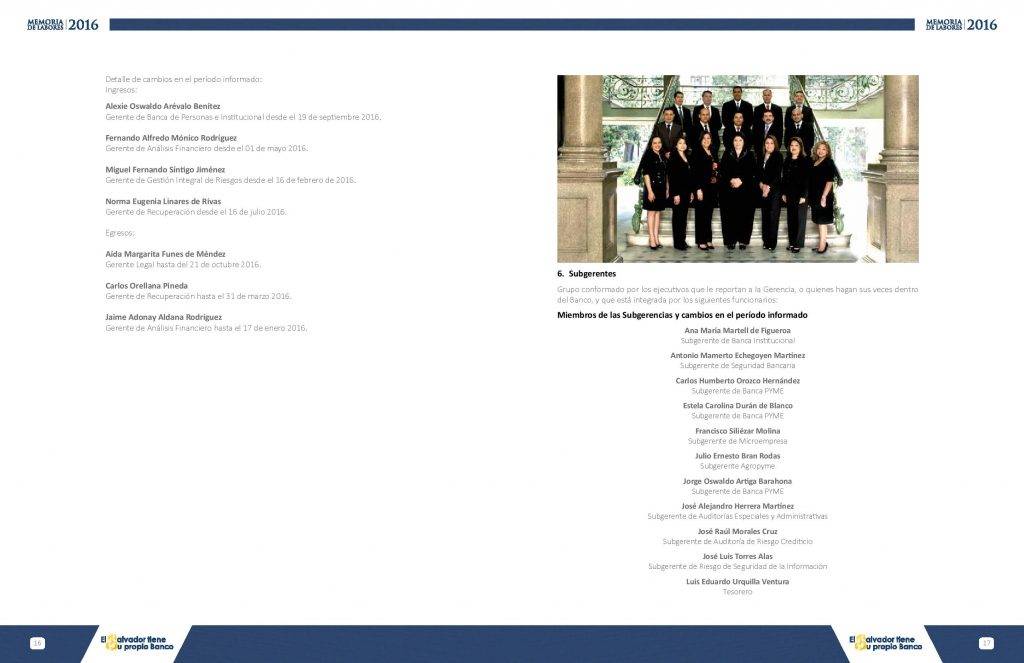 MEMORIA
DE LABORES 2016
MEMORIA
DE LABORES 2016
Detalle de cambios en el período informado:
Ingresos:
Alexie Oswaldo Arévalo Benítez
Gerente de Banca de Personas e Institucional desde el 19 de septiembre 2016.
Fernando Alfredo Mónico Rodríguez
Gerente de Análisis Financiero desde el 01 de mayo 2016.
Miguel Fernando Síntigo Jiménez
Gerente de Gestión Integral de Riesgos desde el 16 de febrero de 2016.
Norma Eugenia Linares de Rivas
Gerente de Recuperación desde el 16 de julio 2016.
Egresos:
Aída Margarita Funes de Méndez
Gerente Legal hasta del 21 de octubre 2016.
Carlos Orellana Pineda
Gerente de Recuperación hasta el 31 de marzo 2016.
Jaime Adonay Aldana Rodríguez
Gerente de Análisis Financiero hasta el 17 de enero 2016.
6. Subgerentes
Grupo conformado por los ejecutivos que le reportan a la Gerencia, o quienes hagan sus veces dentro
del Banco, y que está integrada por los siguientes funcionarios:
Miembros de las Subgerencias y cambios en el período informado
Ana María Martell de Figueroa
Subgerente de Banca Institucional
Antonio Mamerto Echegoyen Martínez
Subgerente de Seguridad Bancaria
Carlos Humberto Orozco Hernández
Subgerente de Banca PYME
Estela Carolina Durán de Blanco
Subgerente de Banca PYME
Francisco Siliézar Molina
Subgerente de Microempresa
Julio Ernesto Bran Rodas
Subgerente Agropyme
Jorge Oswaldo Artiga Barahona
Subgerente de Banca PYME
José Alejandro Herrera Martínez
Subgerente de Auditorías Especiales y Administrativas
José Raúl Morales Cruz
Subgerente de Auditoría de Riesgo Crediticio
José Luis Torres Alas
Subgerente de Riesgo de Seguridad de la Información
Luis Eduardo Urquilla Ventura
Tesorero
16
El Salvador tiene
su propio Banco
El Salvador tiene
su propio Banco
17